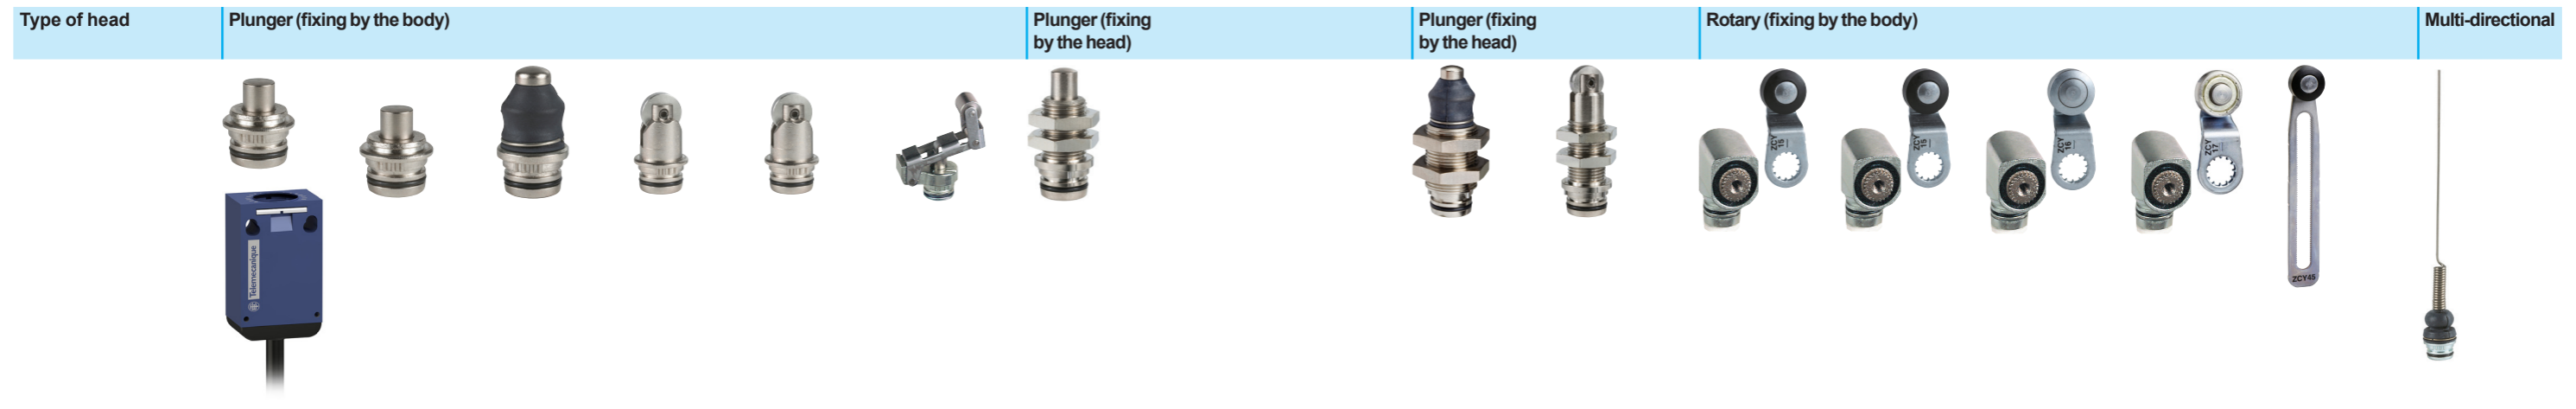 Type of head
Plunger (fixing by the body)
Plunger (fixing
by the head)
Plunger (fixing
by the head)
Rotary (fixing by the body)
Multi-directional
ZCY
15
ZCY
15
ZCY
16
ZCY
17
ZCY45
Telemecanique